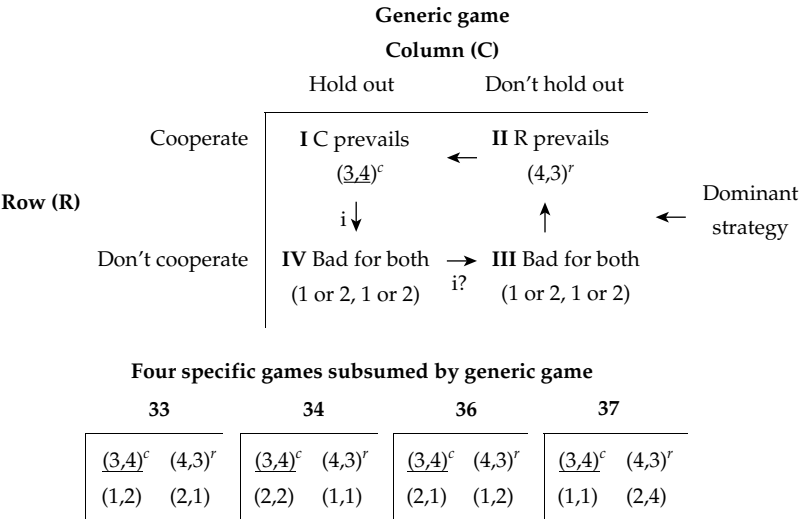 Generic game
Column (C)
Hold out Don't hold out
Cooperate I C prevails II R prevails
(3,4)^c (4,3)^r
Row (R) i Dominant
strategy
Don't cooperate IV Bad for both III Bad for both
i?
(1 or 2, 1 or 2) (1 or 2, 1 or 2)
Four specific games subsumed by generic game
33 34 36 37
(3,4)^c (4,3)^r (3,4)^c (4,3)^r (3,4)^c (4,3)^r (3,4)^c (4,3)^r
(1,2) (2,1) (2,2) (1,1) (2,1) (1,2) (1,1) (2,4)